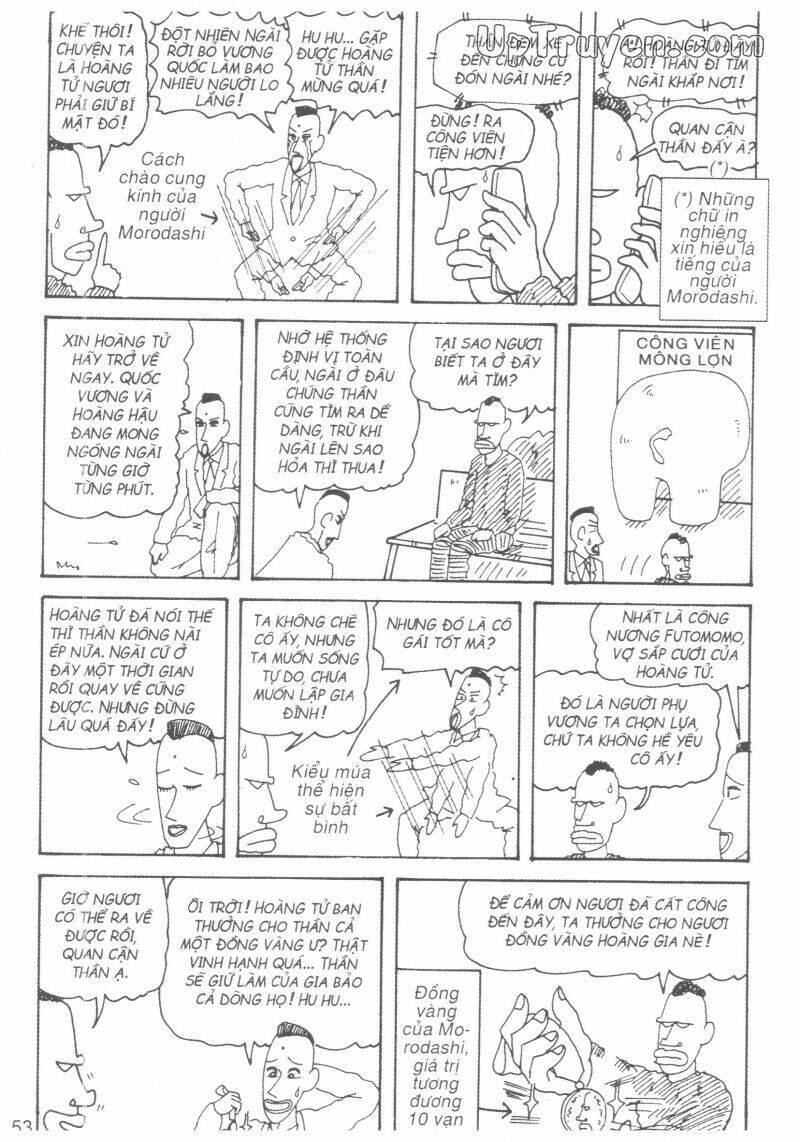 UpTruyen.com
À! HOÀNG TỬ ĐÂY
RỒI! THẦN ĐI TÌM
NGÀI KHẮP NƠI!
QUAN CẬN
THẦN ĐẤY À?
(*)
(*) Những
chữ in
nghiêng
xin hiểu là
tiếng của
người
Morodashi.
THẦN ĐEM XE
ĐẾN CHUNG CƯ
ĐÓN NGÀI NHÉ?
ĐỪNG! RA
CÔNG VIÊN
TIỆN HƠN!
HU HU... GẶP
ĐƯỢC HOÀNG
TỬ THẦN
MỪNG QUÁ!
ĐỘT NHIÊN NGÀI
RỜI BỎ VƯƠNG
QUỐC LÀM BAO
NHIÊU NGƯỜI LO
LẮNG!
Cách
chào cung
kính của
người
Morodashi
KHẼ THÔI!
CHUYỆN TA
LÀ HOÀNG
TỬ NGƯƠI
PHẢI GIỮ BÍ
MẬT ĐÓ!
CÔNG VIÊN
MÔNG LỢN
TẠI SAO NGƯƠI
BIẾT TA Ở ĐÂY
MÀ TÌM?
NHỜ HỆ THỐNG
ĐỊNH VỊ TOÀN
CẦU, NGÀI Ở ĐÂU
CHÚNG THẦN
CŨNG TÌM RA DỄ
DÀNG, TRỪ KHI
NGÀI LÊN SAO
HỎA THÌ THUA!
XIN HOÀNG TỬ
HÃY TRỞ VỀ
NGAY. QUỐC
VƯƠNG VÀ
HOÀNG HẬU
ĐANG MONG
NGÓNG NGÀI
TỪNG GIỜ
TỪNG PHÚT.
NHẤT LÀ CÔNG
NƯƠNG FUTOMOMO,
VỢ SẮP CƯỚI CỦA
HOÀNG TỬ.
ĐÓ LÀ NGƯỜI PHỤ
VƯƠNG TA CHỌN LỰA,
CHỨ TA KHÔNG HỀ YÊU
CÔ ẤY!
NHƯNG ĐÓ LÀ CÔ
GÁI TỐT MÀ?
TA KHÔNG CHÊ
CÔ ẤY, NHƯNG
TA MUỐN SỐNG
TỰ DO, CHƯA
MUỐN LẬP GIA
ĐÌNH!
Kiểu múa
thể hiện
sự bất
bình
HOÀNG TỬ ĐÃ NÓI THẾ
THÌ THẦN KHÔNG NÀI
ÉP NỮA. NGÀI CỨ Ở
ĐÂY MỘT THỜI GIAN
RỒI QUAY VỀ CŨNG
ĐƯỢC. NHƯNG ĐỪNG
LÂU QUÁ ĐẤY!
ĐỂ CẢM ƠN NGƯƠI ĐÃ CẤT CÔNG
ĐẾN ĐÂY, TA THƯỞNG CHO NGƯƠI
ĐỒNG VÀNG HOÀNG GIA NÈ!
Đồng
vàng
của Mo-
rodashi,
giá trị
tương
đương
10 vạn
ÔI TRỜI! HOÀNG TỬ BAN
THƯỞNG CHO THẦN CẢ
MỘT ĐỒNG VÀNG Ư? THẬT
VINH HẠNH QUÁ... THẦN
SẼ GIỮ LÀM CỦA GIA BẢO
CẢ DÒNG HỌ! HU HU...
GIỜ NGƯƠI
CÓ THỂ RA VỀ
ĐƯỢC RỒI,
QUAN CẬN
THẦN Ạ.
53